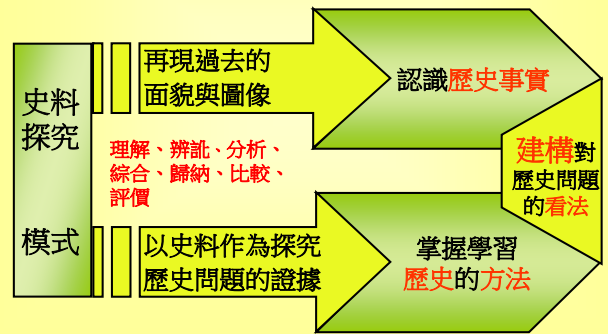 史料
探究
模式
再現過去的
面貌與圖像
認識歷史事實
理解、辨訛、分析、
綜合、歸納、比較、
評價
以史料作為探究
歷史問題的證據
掌握學習
歷史的方法
建構對
歷史問題
的看法